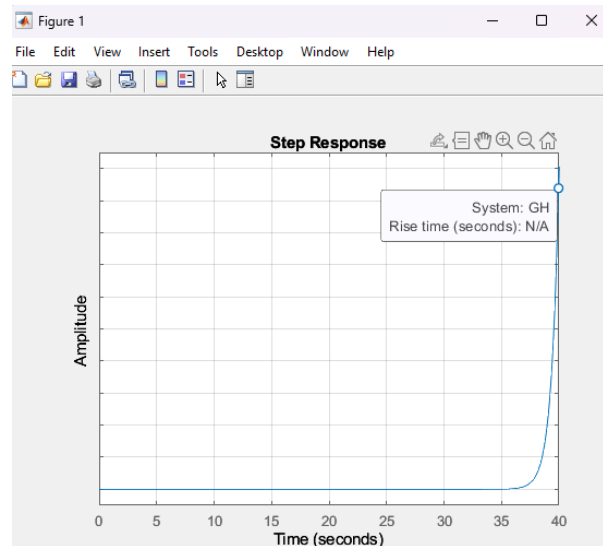 Figure 1
File Edit View Insert Tools Desktop Window Help
Step Response
System: GH
Rise time (seconds): N/A
Amplitude
0 5 10 15 20 25 30 35 40
Time (seconds)